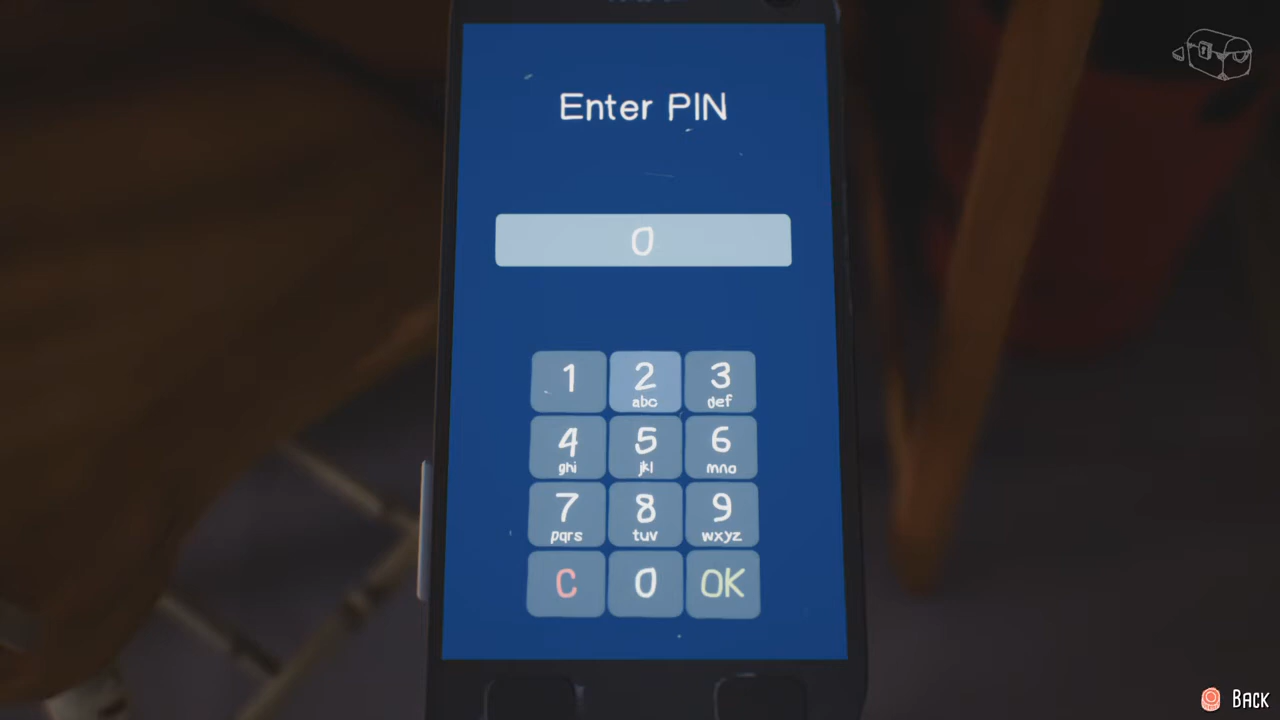 Enter PIN
0
1 2 3
abc def
4 5 6
ghi jkl mno
7 8 9
pqrs tuv wxyz
C 0 OK
BACK